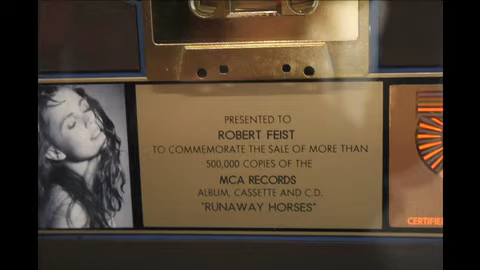 PRESENTED TO
ROBERT FEIST
TO COMMEMORATE THE SALE OF MORE THAN
500,000 COPIES OF THE
MCA RECORDS
ALBUM, CASSETTE AND C.D.
"RUNAWAY HORSES"
CERTIFIE